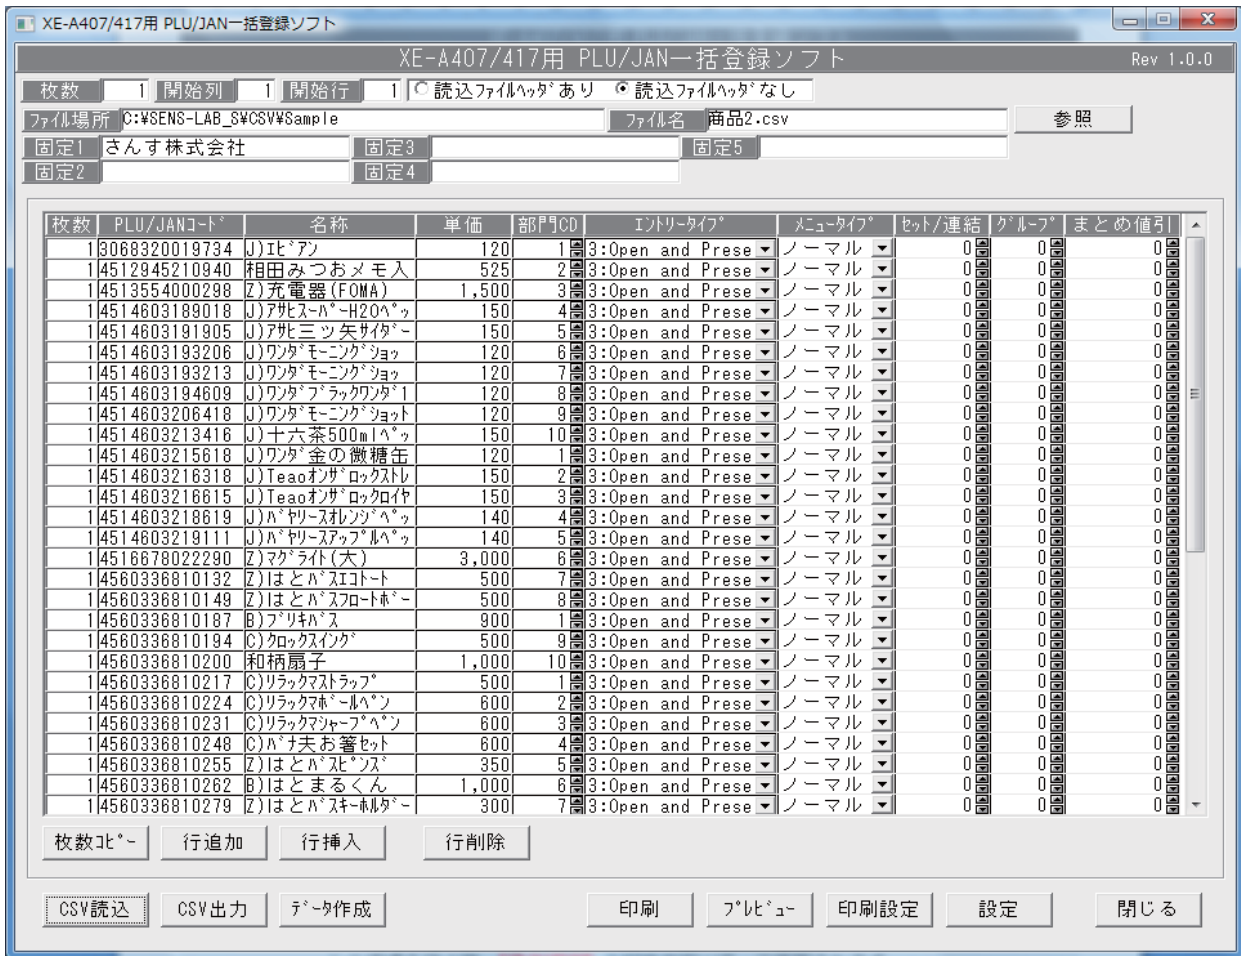 XE-A407/417用 PLU/JAN一括登録ソフト
XE-A407/417用 PLU/JAN一括登録ソフト Rev 1.0.0
枚数 1 開始列 1 開始行 1 読込ﾌｧｲﾙﾍｯﾀﾞあり 読込ﾌｧｲﾙﾍｯﾀﾞなし
ﾌｧｲﾙ場所 C:¥SENS-LAB_S¥CSV¥Sample ﾌｧｲﾙ名 商品2.csv 参照
固定1 さんす株式会社 固定3 固定5
固定2 固定4
枚数 PLU/JANｺｰﾄﾞ 名称 単価 部門CD ｴﾝﾄﾘｰﾀｲﾌﾟ ﾒﾆｭｰﾀｲﾌﾟ ｾｯﾄ/連結 ｸﾞﾙｰﾌﾟ まとめ値引
1 3068320019734 J)ｴﾋﾞｱﾝ 120 1 3:Open and Prese ノーマル 0 0 0
1 4512945210940 相田みつおメモ入 525 2 3:Open and Prese ノーマル 0 0 0
1 4513554000298 Z)充電器(FOMA) 1,500 3 3:Open and Prese ノーマル 0 0 0
1 4514603189018 J)ｱｻﾋｽｰﾊﾟｰH2Oﾍﾟｯ 150 4 3:Open and Prese ノーマル 0 0 0
1 4514603191905 J)ｱｻﾋ三ツ矢ｻｲﾀﾞｰ 150 5 3:Open and Prese ノーマル 0 0 0
1 4514603193206 J)ﾜﾝﾀﾞﾓｰﾆﾝｸﾞｼｮｯ 120 6 3:Open and Prese ノーマル 0 0 0
1 4514603193213 J)ﾜﾝﾀﾞﾓｰﾆﾝｸﾞｼｮｯ 120 7 3:Open and Prese ノーマル 0 0 0
1 4514603194609 J)ﾜﾝﾀﾞﾌﾞﾗｯｸﾜﾝﾀﾞ1 120 8 3:Open and Prese ノーマル 0 0 0
1 4514603206418 J)ﾜﾝﾀﾞﾓｰﾆﾝｸﾞｼｮｯﾄ 120 9 3:Open and Prese ノーマル 0 0 0
1 4514603213416 J)十六茶500mlﾍﾟｯ 150 10 3:Open and Prese ノーマル 0 0 0
1 4514603215618 J)ﾜﾝﾀﾞ金の微糖缶 120 1 3:Open and Prese ノーマル 0 0 0
1 4514603216318 J)Teaoｵﾝｻﾞﾛｯｸｽﾄﾚ 150 2 3:Open and Prese ノーマル 0 0 0
1 4514603216615 J)Teaoｵﾝｻﾞﾛｯｸﾛｲﾔ 150 3 3:Open and Prese ノーマル 0 0 0
1 4514603218619 J)ﾊﾞﾔﾘｰｽｵﾚﾝｼﾞﾍﾟｯ 140 4 3:Open and Prese ノーマル 0 0 0
1 4514603219111 J)ﾊﾞﾔﾘｰｽｱｯﾌﾟﾙﾍﾟｯ 140 5 3:Open and Prese ノーマル 0 0 0
1 4516678022290 Z)ﾏｸﾞﾗｲﾄ(大) 3,000 6 3:Open and Prese ノーマル 0 0 0
1 4560336810132 Z)はとﾊﾞｽｴｺﾄｰﾄ 500 7 3:Open and Prese ノーマル 0 0 0
1 4560336810149 Z)はとﾊﾞｽﾌﾛｰﾄﾎﾞｰ 500 8 3:Open and Prese ノーマル 0 0 0
1 4560336810187 B)ﾌﾞﾘｷﾊﾞｽ 900 1 3:Open and Prese ノーマル 0 0 0
1 4560336810194 C)ｸﾛｯｸｽｲﾝｸﾞ 500 9 3:Open and Prese ノーマル 0 0 0
1 4560336810200 和柄扇子 1,000 10 3:Open and Prese ノーマル 0 0 0
1 4560336810217 C)ﾘﾗｯｸﾏｽﾄﾗｯﾌﾟ 500 1 3:Open and Prese ノーマル 0 0 0
1 4560336810224 C)ﾘﾗｯｸﾏﾎﾞｰﾙﾍﾟﾝ 600 2 3:Open and Prese ノーマル 0 0 0
1 4560336810231 C)ﾘﾗｯｸﾏｼｬｰﾌﾟﾍﾟﾝ 600 3 3:Open and Prese ノーマル 0 0 0
1 4560336810248 C)ﾊﾞﾅ夫お箸ｾｯﾄ 600 4 3:Open and Prese ノーマル 0 0 0
1 4560336810255 Z)はとﾊﾞｽﾋﾟﾝｽﾞ 350 5 3:Open and Prese ノーマル 0 0 0
1 4560336810262 B)はとまるくん 1,000 6 3:Open and Prese ノーマル 0 0 0
1 4560336810279 Z)はとﾊﾞｽｷｰﾎﾙﾀﾞｰ 300 7 3:Open and Prese ノーマル 0 0 0
枚数ｺﾋﾟｰ 行追加 行挿入 行削除
CSV読込 CSV出力 ﾃﾞｰﾀ作成 印刷 ﾌﾟﾚﾋﾞｭｰ 印刷設定 設定 閉じる